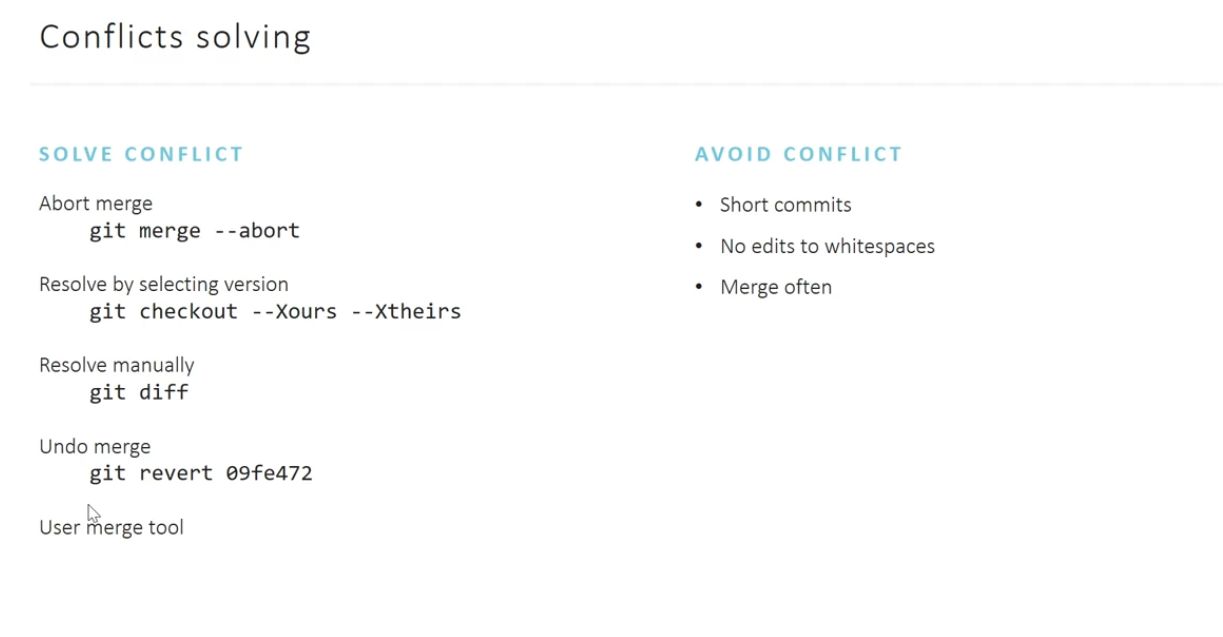 Conflicts solving
SOLVE CONFLICT
Abort merge
git merge --abort
Resolve by selecting version
git checkout --Xours --Xtheirs
Resolve manually
git diff
Undo merge
git revert 09fe472
User merge tool
AVOID CONFLICT
• Short commits
• No edits to whitespaces
• Merge often